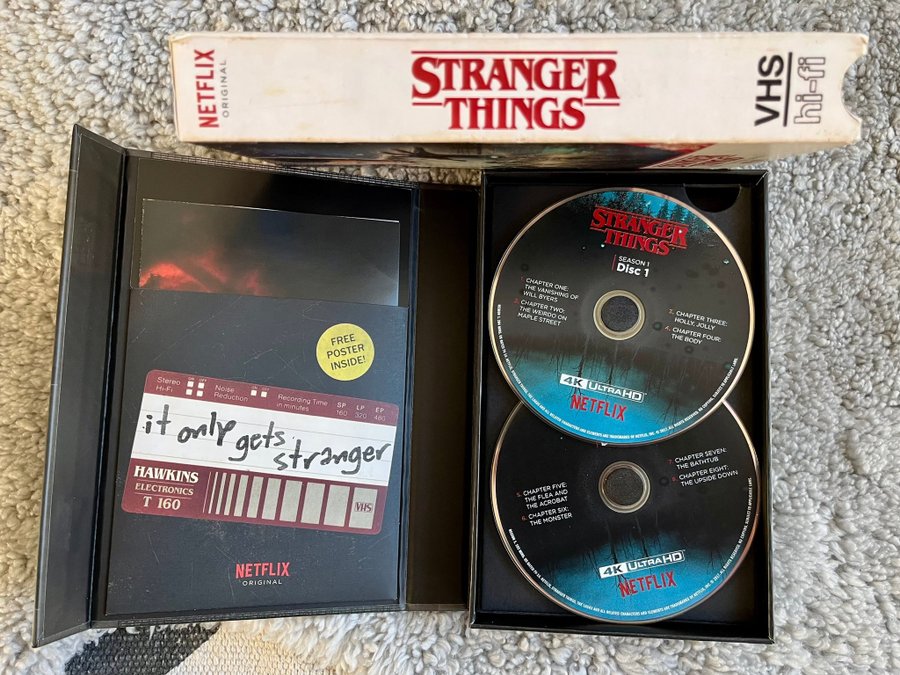 NETFLIX
ORIGINAL
STRANGER
THINGS
VHS
hi-fi
FREE
POSTER
INSIDE!
Stereo
Hi-Fi
ON OFF
Noise
Reduction
ON OFF
Recording Time
in minutes
SP LP EP
160 320 480
it only gets
stranger
HAWKINS
ELECTRONICS
T 160
VHS
NETFLIX
ORIGINAL
STRANGER
THINGS
SEASON 1
Disc 1
1. CHAPTER ONE:
THE VANISHING OF
WILL BYERS
2. CHAPTER TWO:
THE WEIRDO ON
MAPLE STREET
3. CHAPTER THREE:
HOLLY, JOLLY
4. CHAPTER FOUR:
THE BODY
4K ULTRA HD
NETFLIX
5. CHAPTER FIVE:
THE FLEA AND
THE ACROBAT
6. CHAPTER SIX:
THE MONSTER
7. CHAPTER SEVEN:
THE BATHTUB
8. CHAPTER EIGHT:
THE UPSIDE DOWN
4K ULTRA HD
NETFLIX